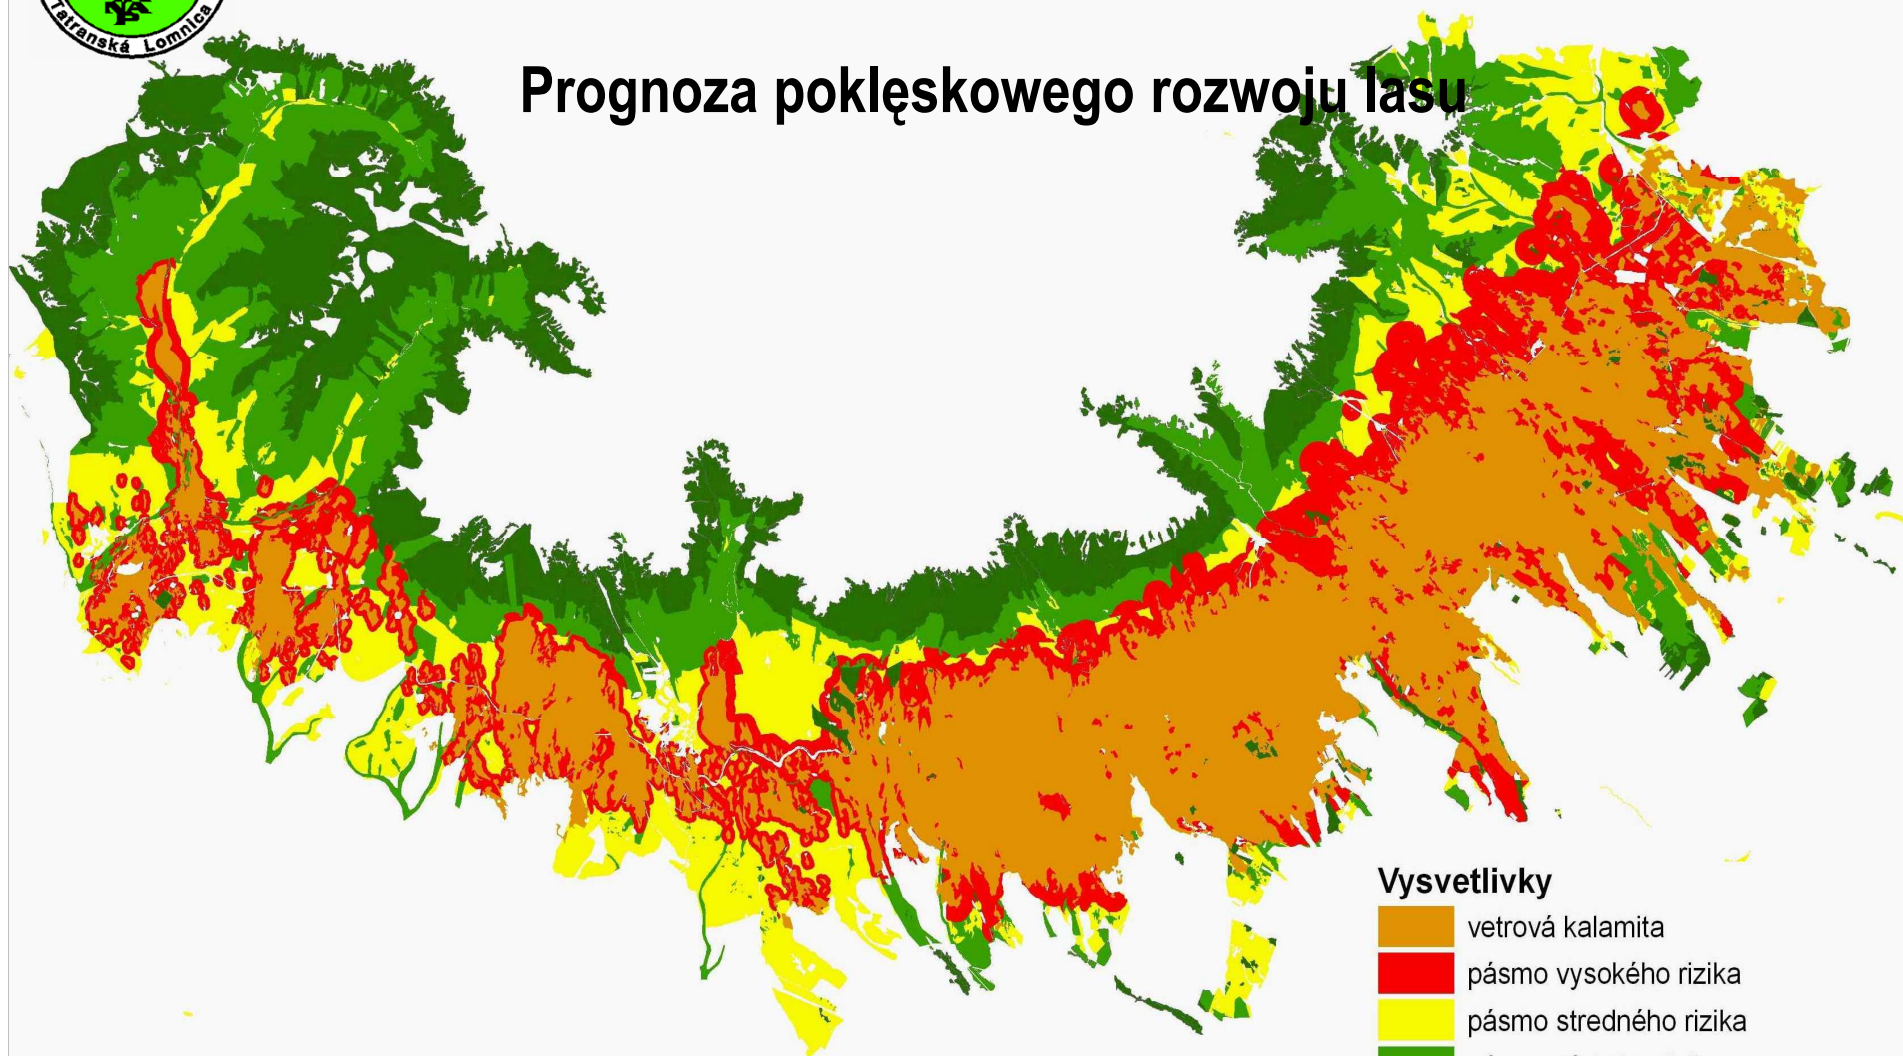 Tatranská Lomnica
Prognoza poklęskowego rozwoju lasu
Vysvetlivky
vetrová kalamita
pásmo vysokého rizika
pásmo stredného rizika